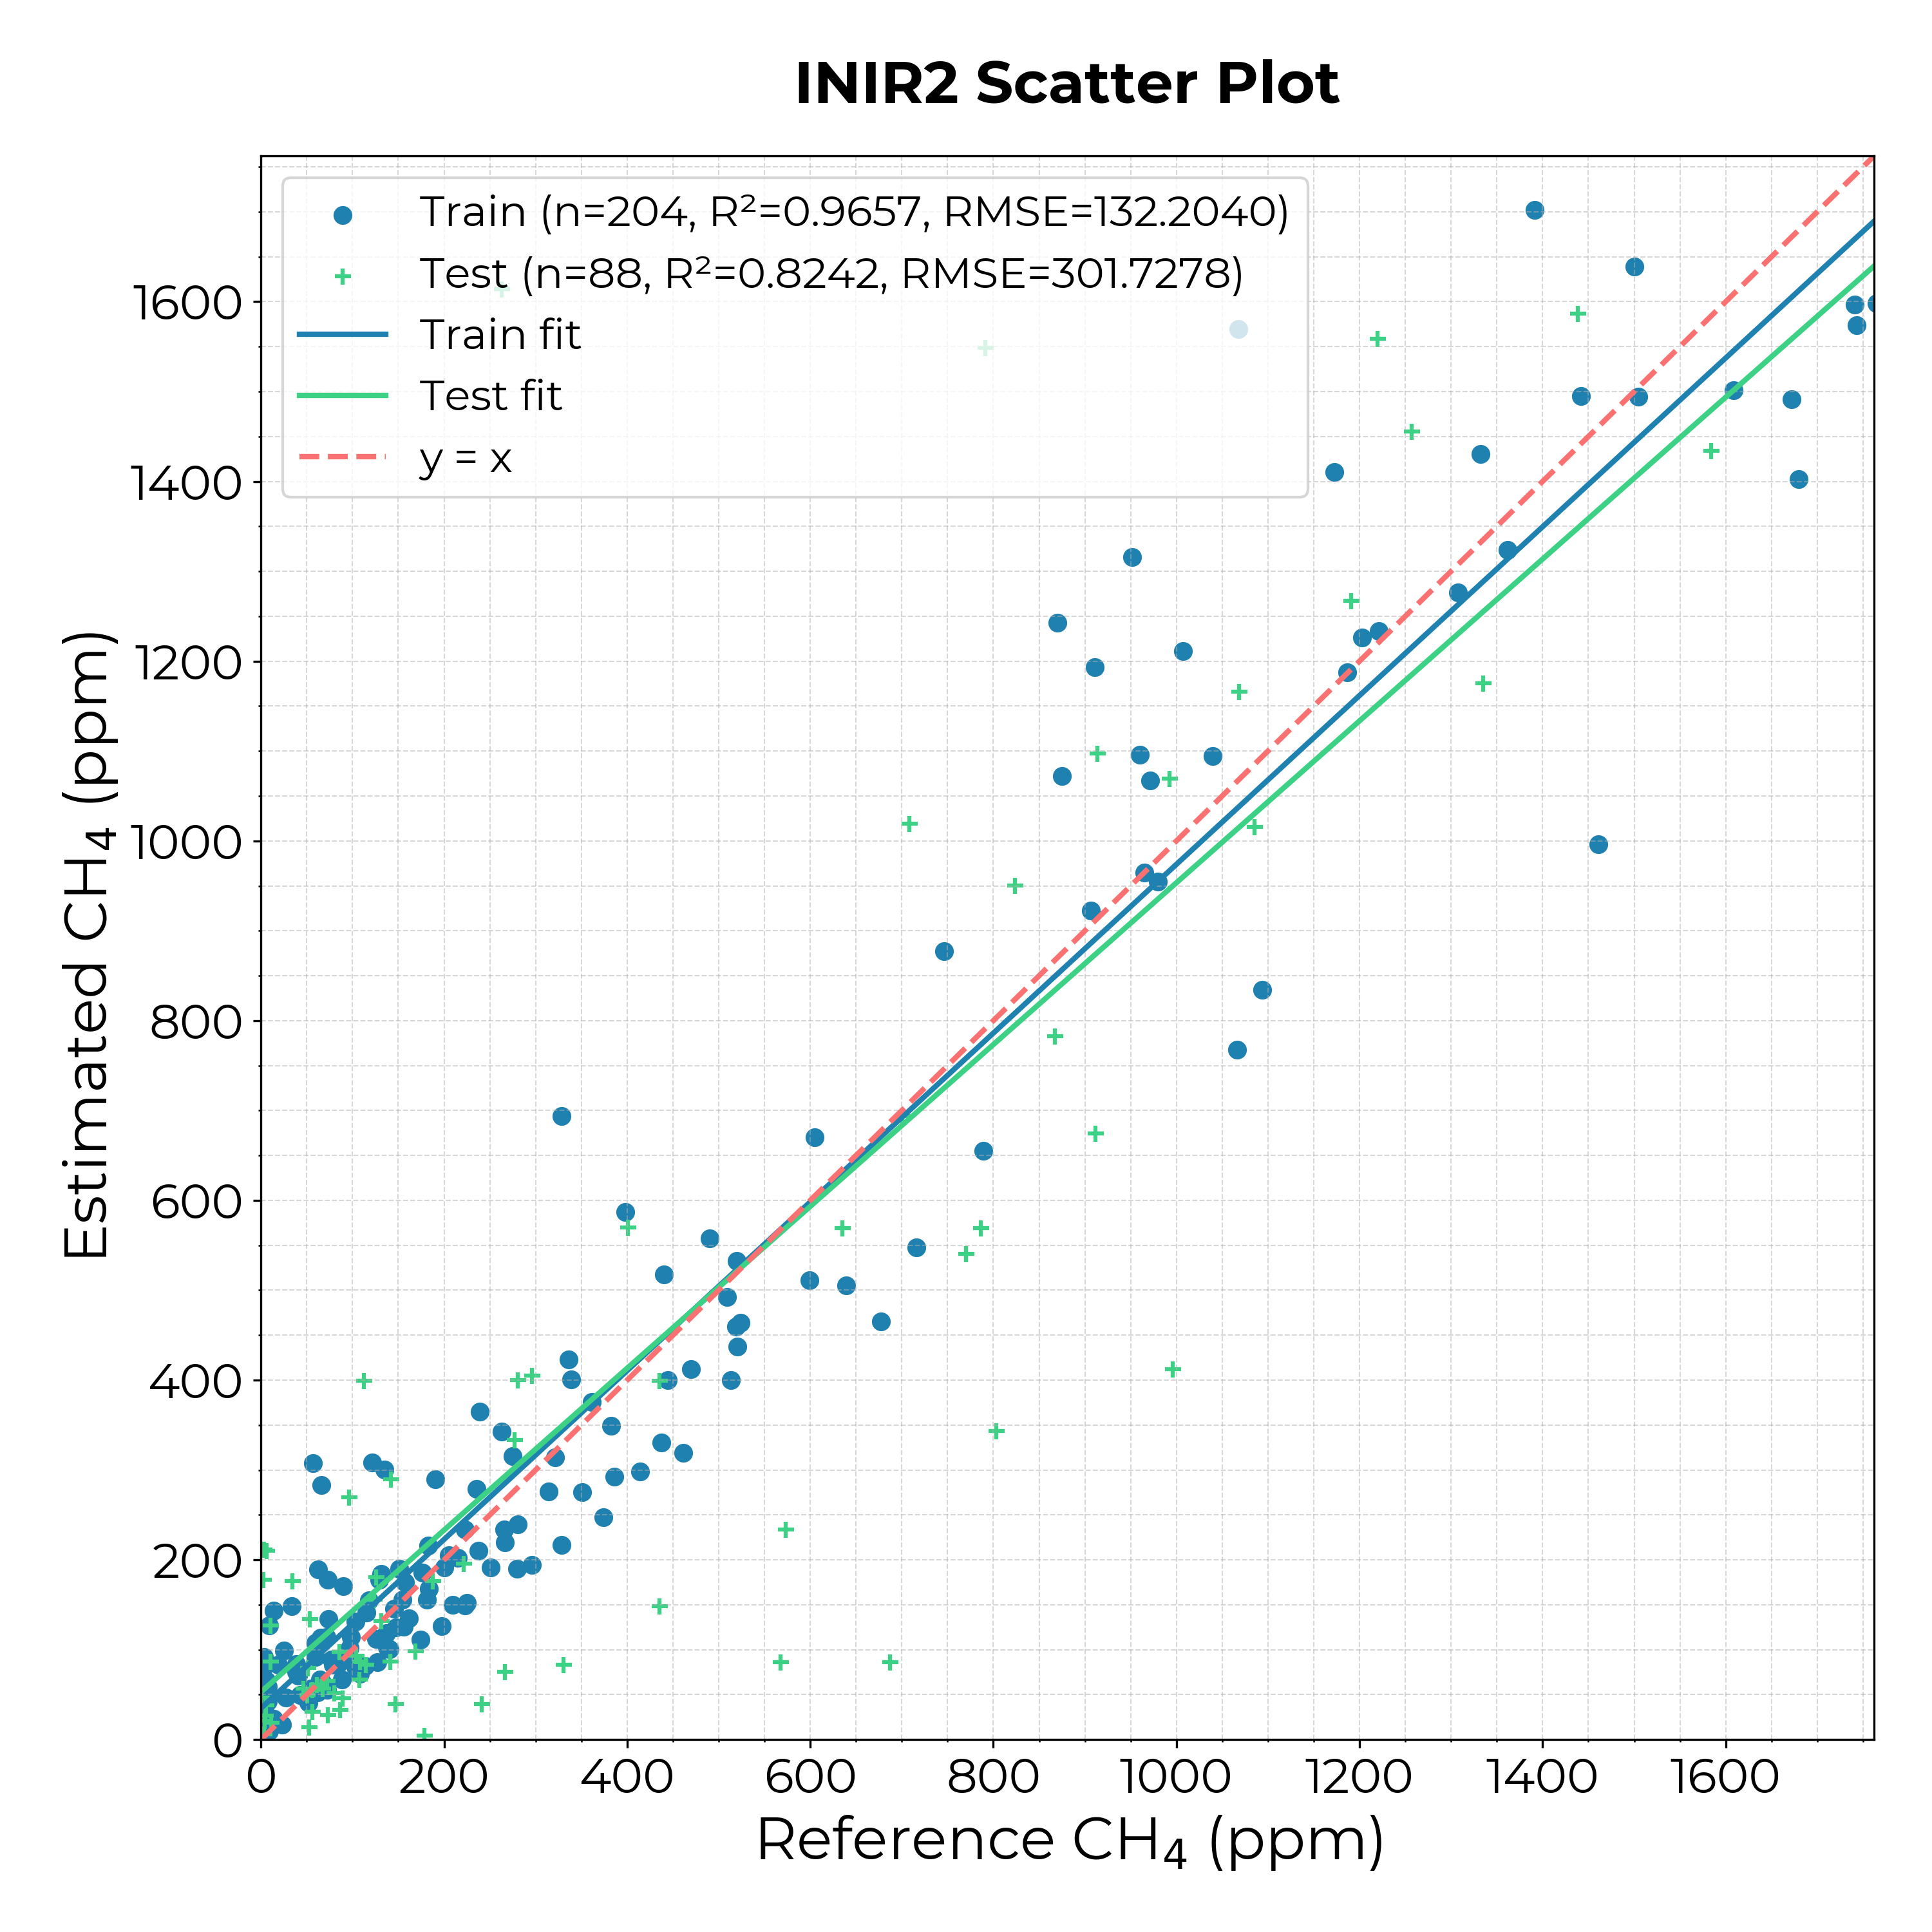 INIR2 Scatter Plot
Train (n=204, R²=0.9657, RMSE=132.2040)
Test (n=88, R²=0.8242, RMSE=301.7278)
Train fit
Test fit
y = x
Estimated CH₄ (ppm)
1600
1400
1200
1000
800
600
400
200
0
0 200 400 600 800 1000 1200 1400 1600
Reference CH₄ (ppm)